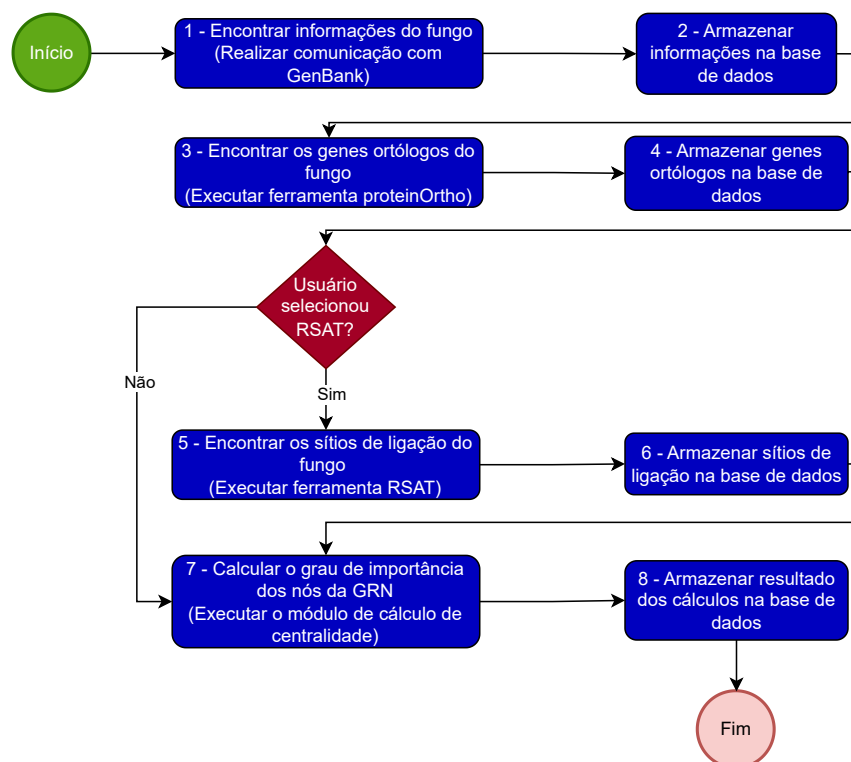 Início
1 - Encontrar informações do fungo
(Realizar comunicação com
GenBank)
2 - Armazenar
informações na base
de dados
3 - Encontrar os genes ortólogos do
fungo
(Executar ferramenta proteinOrtho)
4 - Armazenar genes
ortólogos na base de
dados
Usuário
selecionou
RSAT?
Não
Sim
5 - Encontrar os sítios de ligação do
fungo
(Executar ferramenta RSAT)
6 - Armazenar sítios de
ligação na base de dados
7 - Calcular o grau de importância
dos nós da GRN
(Executar o módulo de cálculo de
centralidade)
8 - Armazenar resultado
dos cálculos na base de
dados
Fim